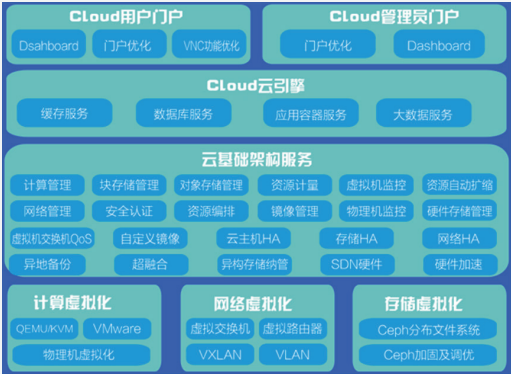 Cloud用户门户 Cloud管理员门户
Dsahboard 门户优化 VNC功能优化 门户优化 Dashboard
Cloud云引擎
缓存服务 数据库服务 应用容器服务 大数据服务
云基础架构服务
计算管理 块存储管理 对象存储管理 资源计量 虚拟机监控 资源自动扩缩
网络管理 安全认证 资源编排 镜像管理 物理机监控 硬件存储管理
虚拟机交换机QoS 自定义镜像 云主机HA 存储HA 网络HA
异地备份 超融合 异构存储纳管 SDN硬件 硬件加速
计算虚拟化 网络虚拟化 存储虚拟化
QEMU/KVM VMware 虚拟交换机 虚拟路由器 Ceph分布文件系统
物理机虚拟化 VXLAN VLAN Ceph加固及调优